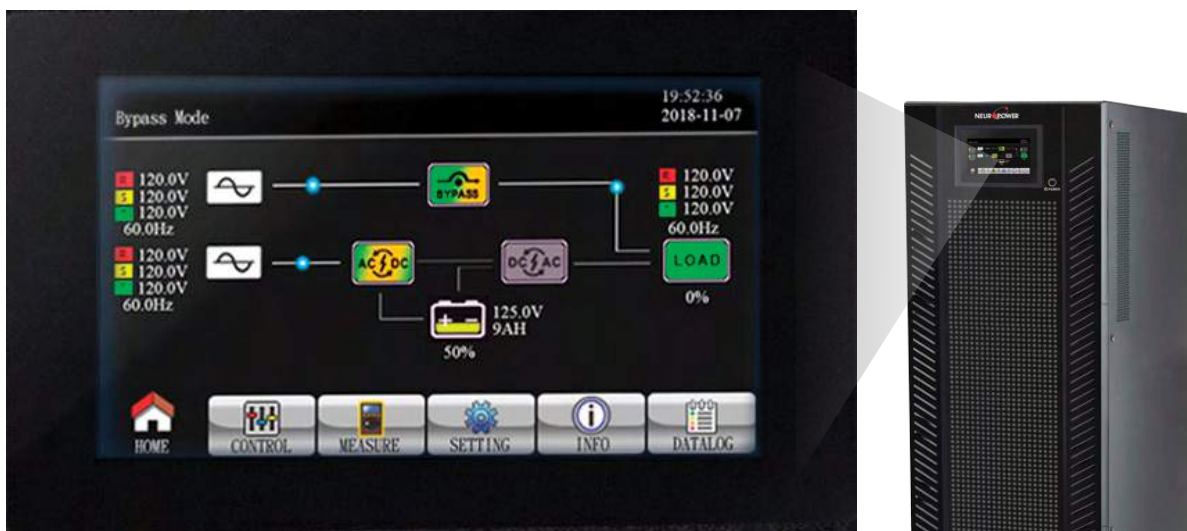 Bypass Mode
19:52:36
2018-11-07
R 120.0V
S 120.0V
120.0V
60.0Hz
BYPASS
R 120.0V
S 120.0V
120.0V
60.0Hz
R 120.0V
S 120.0V
120.0V
60.0Hz
AC DC
DC AC
LOAD
0%
+ -
125.0V
9AH
50%
HOME
CONTROL
MEASURE
SETTING
i
INFO
DATALOG
NEUROPOWER